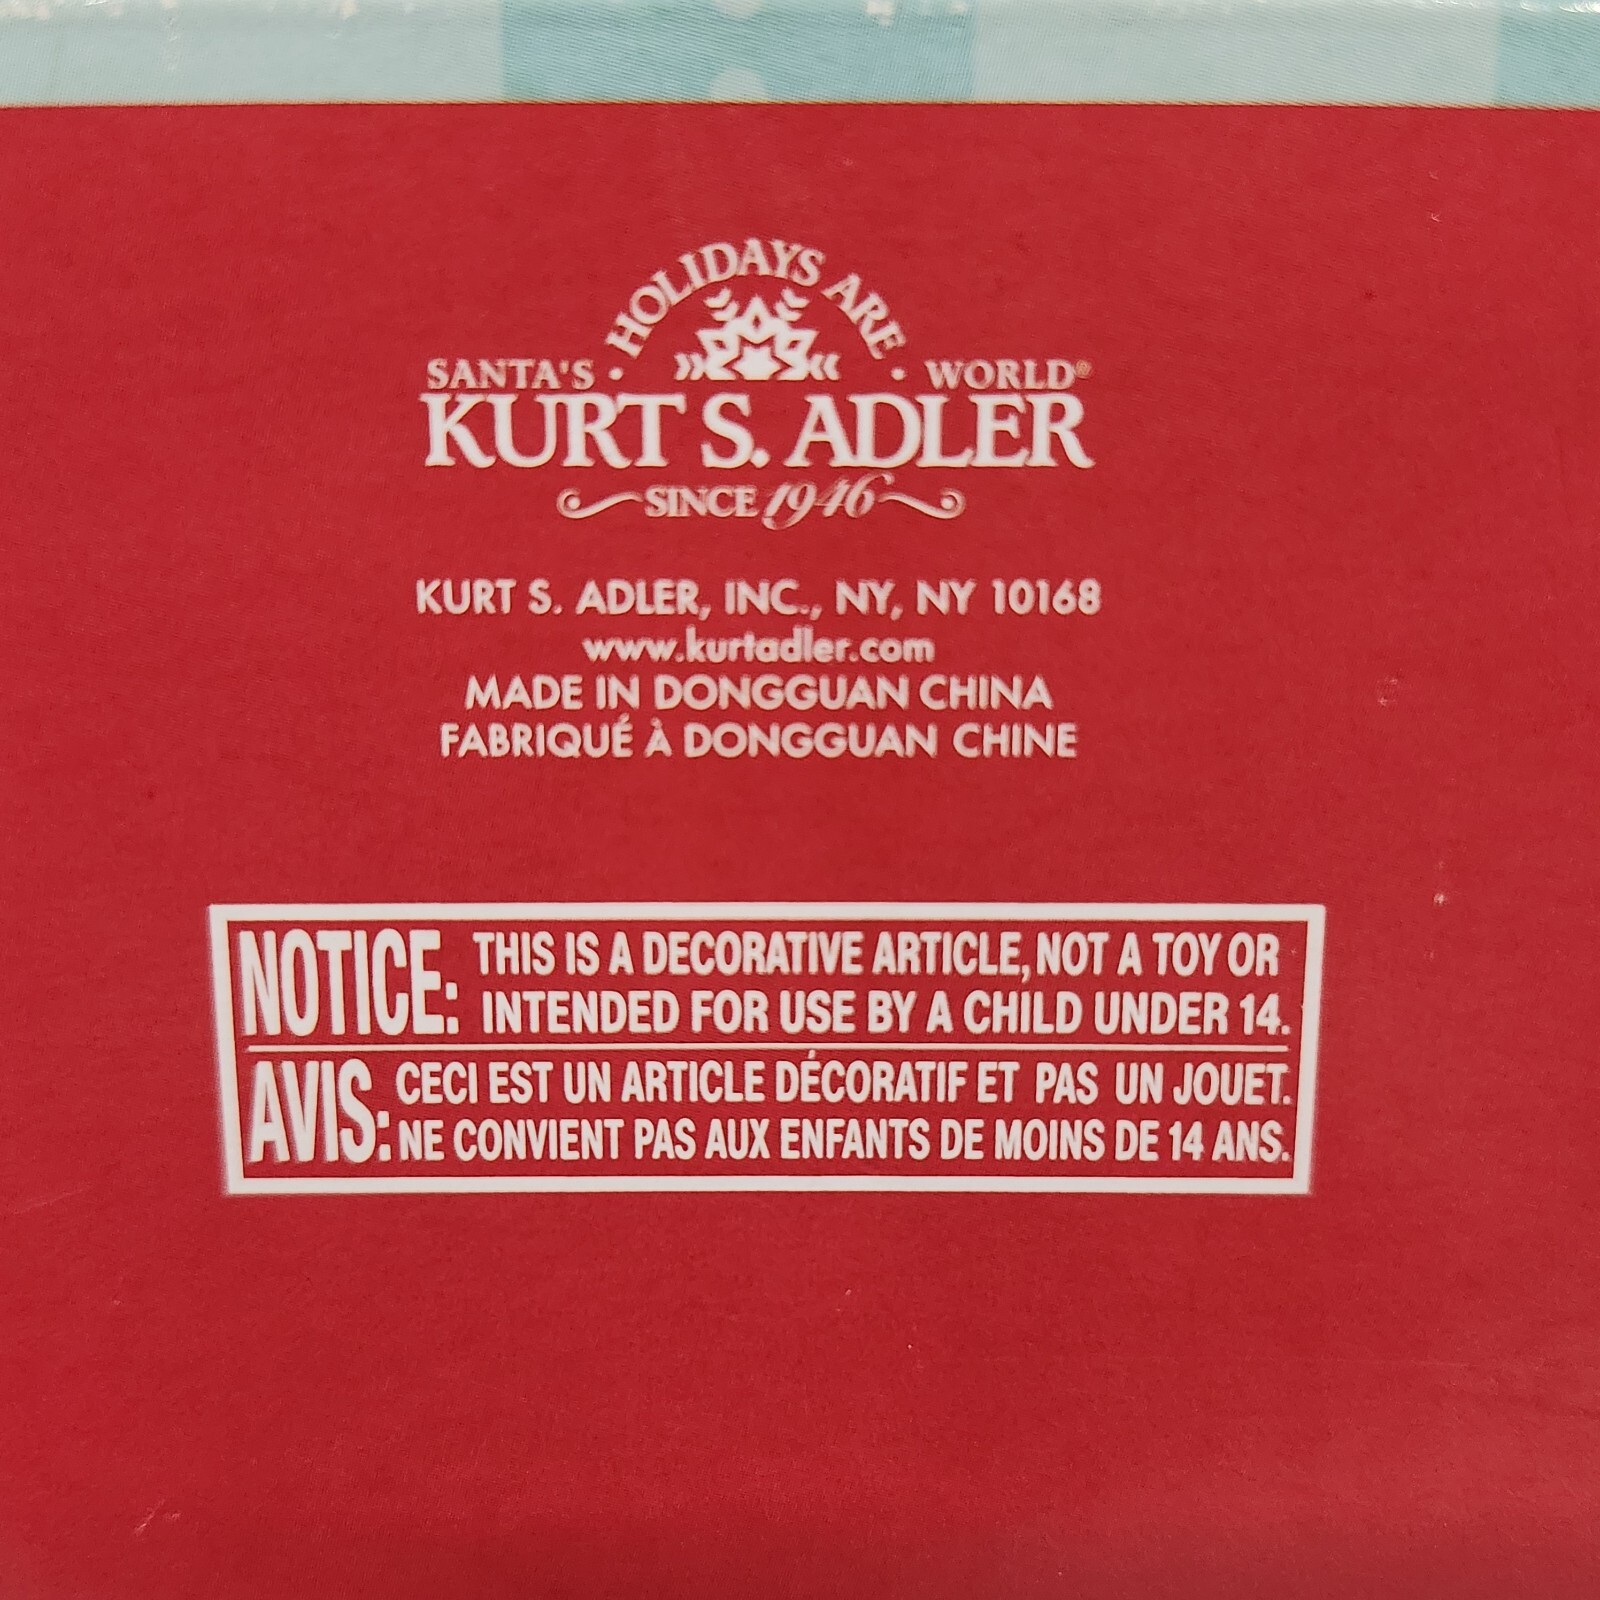 HOLIDAYS ARE
SANTA'S • • WORLD®
KURT S. ADLER
SINCE 1946
KURT S. ADLER, INC., NY, NY 10168
www.kurtadler.com
MADE IN DONGGUAN CHINA
FABRIQUÉ À DONGGUAN CHINE
NOTICE: THIS IS A DECORATIVE ARTICLE, NOT A TOY OR
INTENDED FOR USE BY A CHILD UNDER 14.
AVIS: CECI EST UN ARTICLE DÉCORATIF ET PAS UN JOUET.
NE CONVIENT PAS AUX ENFANTS DE MOINS DE 14 ANS.